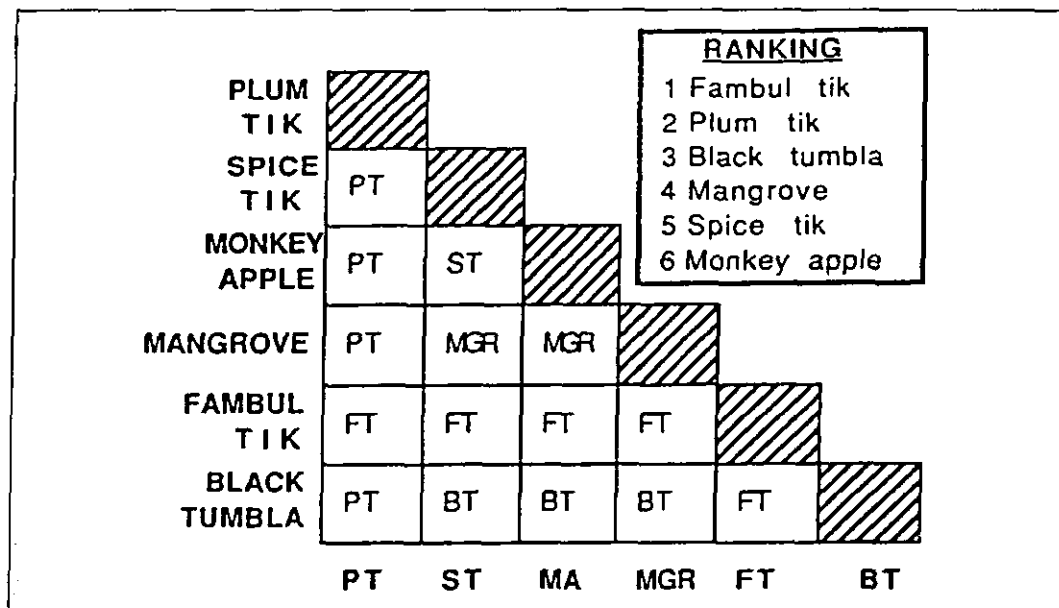 RANKING
1 Fambul tik
2 Plum tik
3 Black tumbla
4 Mangrove
5 Spice tik
6 Monkey apple
PLUM
TIK
SPICE
TIK
PT
MONKEY
APPLE
PT ST
MANGROVE PT MGR MGR
FAMBUL
TIK
FT FT FT FT
BLACK
TUMBLA
PT BT BT BT FT
PT ST MA MGR FT BT